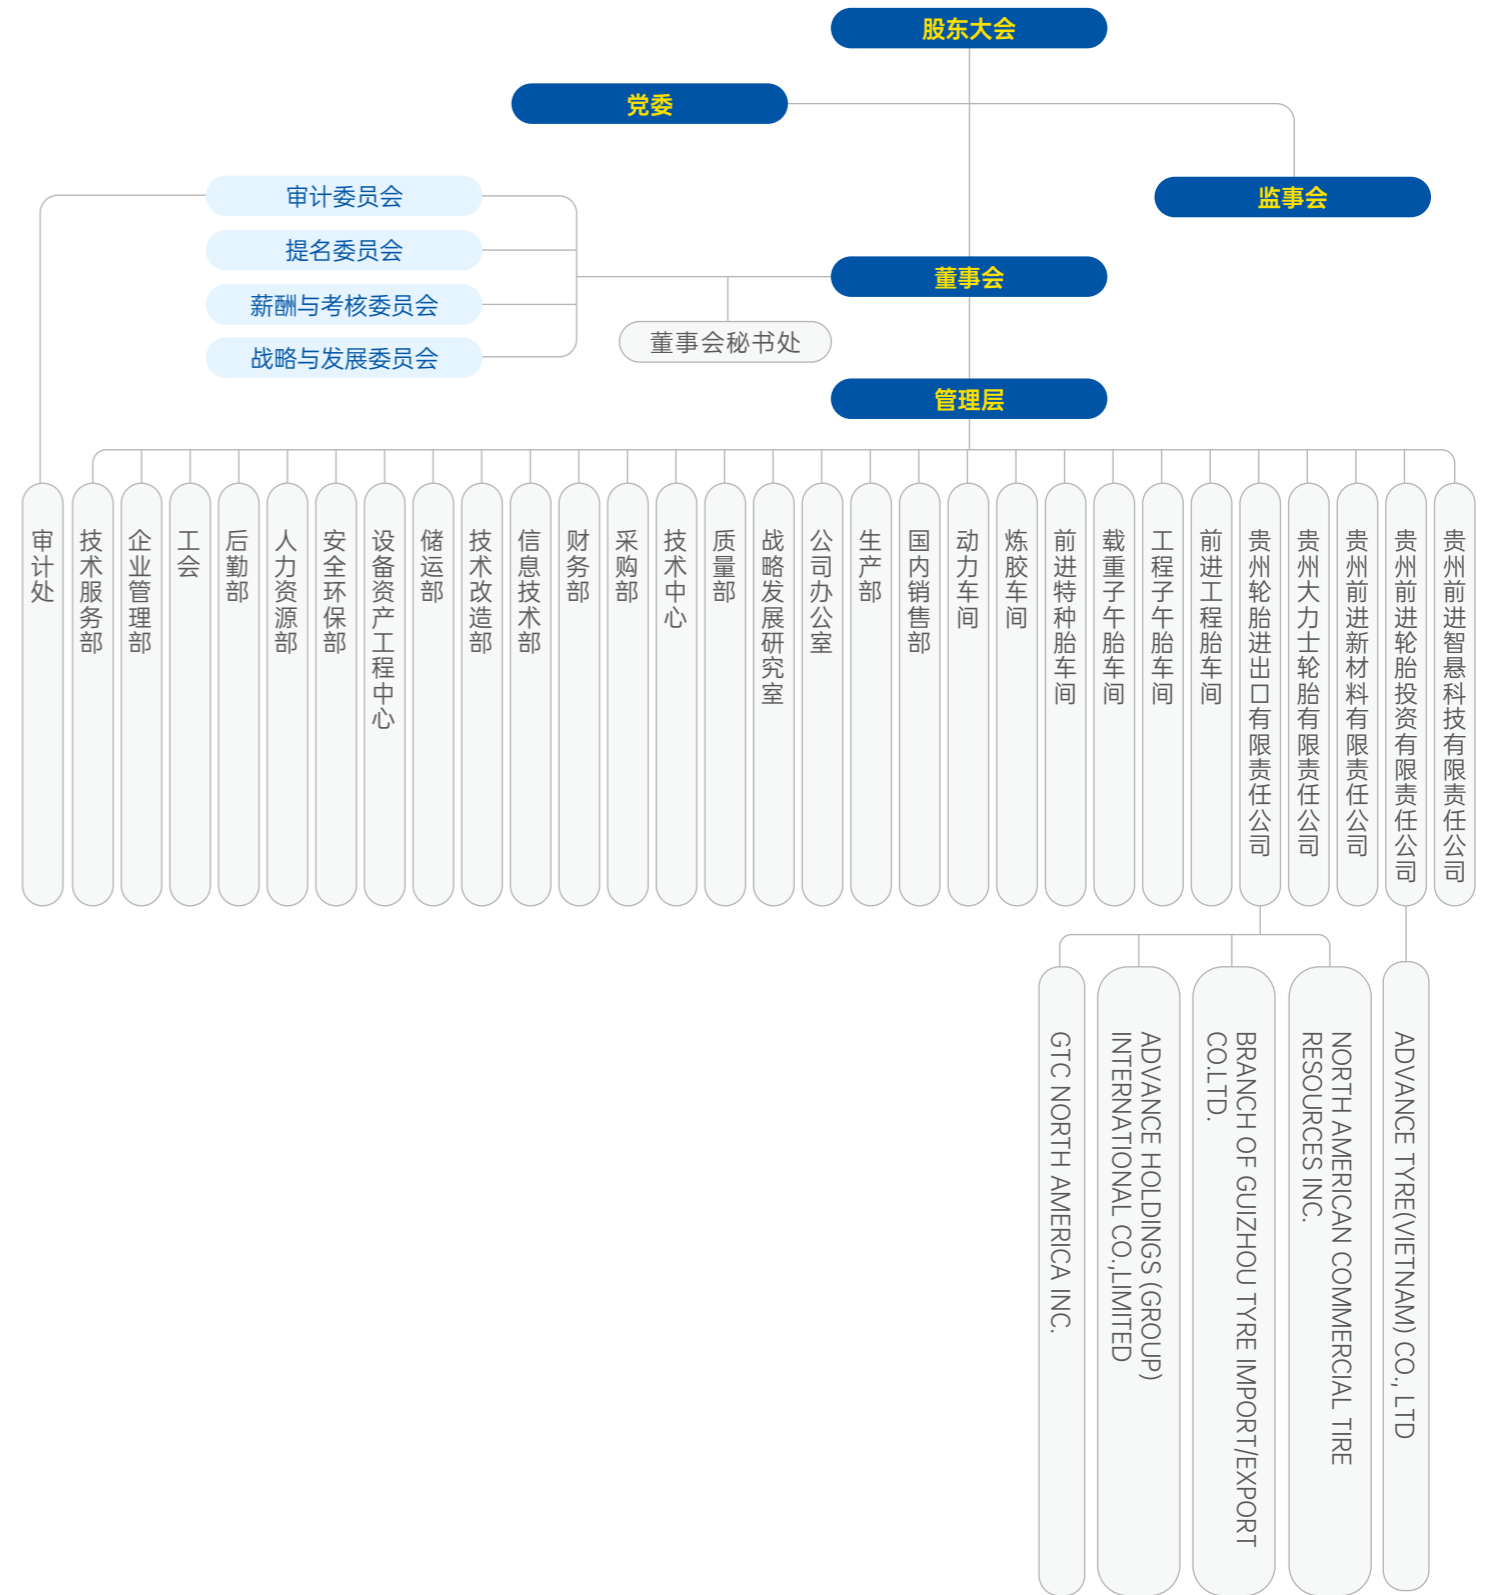 股东大会
党委
监事会
审计委员会
提名委员会
董事会
薪酬与考核委员会
董事会秘书处
战略与发展委员会
管理层
审计处
技术服务部
企业管理部
工会
后勤部
人力资源部
安全环保部
设备资产工程中心
储运部
技术改造部
信息技术部
财务部
采购部
技术中心
质量部
战略发展研究室
公司办公室
生产部
国内销售部
动力车间
炼胶车间
前进特种胎车间
载重子午胎车间
工程子午胎车间
前进工程胎车间
贵州轮胎进出口有限责任公司
贵州大力士轮胎有限责任公司
贵州前进新材料有限责任公司
贵州前进轮胎投资有限责任公司
贵州前进智悬科技有限责任公司
GTC NORTH AMERICA INC.
ADVANCE HOLDINGS (GROUP)
INTERNATIONAL CO.,LIMITED
BRANCH OF GUIZHOU TYRE IMPORT/EXPORT
CO.LTD.
NORTH AMERICAN COMMERCIAL TIRE
RESOURCES INC.
ADVANCE TYRE(VIETNAM) CO., LTD